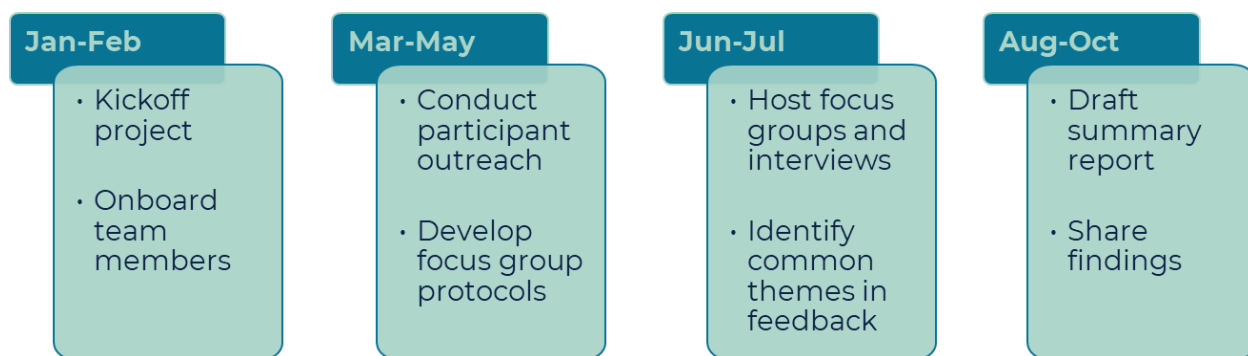 Jan-Feb
• Kickoff
project
• Onboard
team
members
Mar-May
• Conduct
participant
outreach
• Develop
focus group
protocols
Jun-Jul
• Host focus
groups and
interviews
• Identify
common
themes in
feedback
Aug-Oct
• Draft
summary
report
• Share
findings